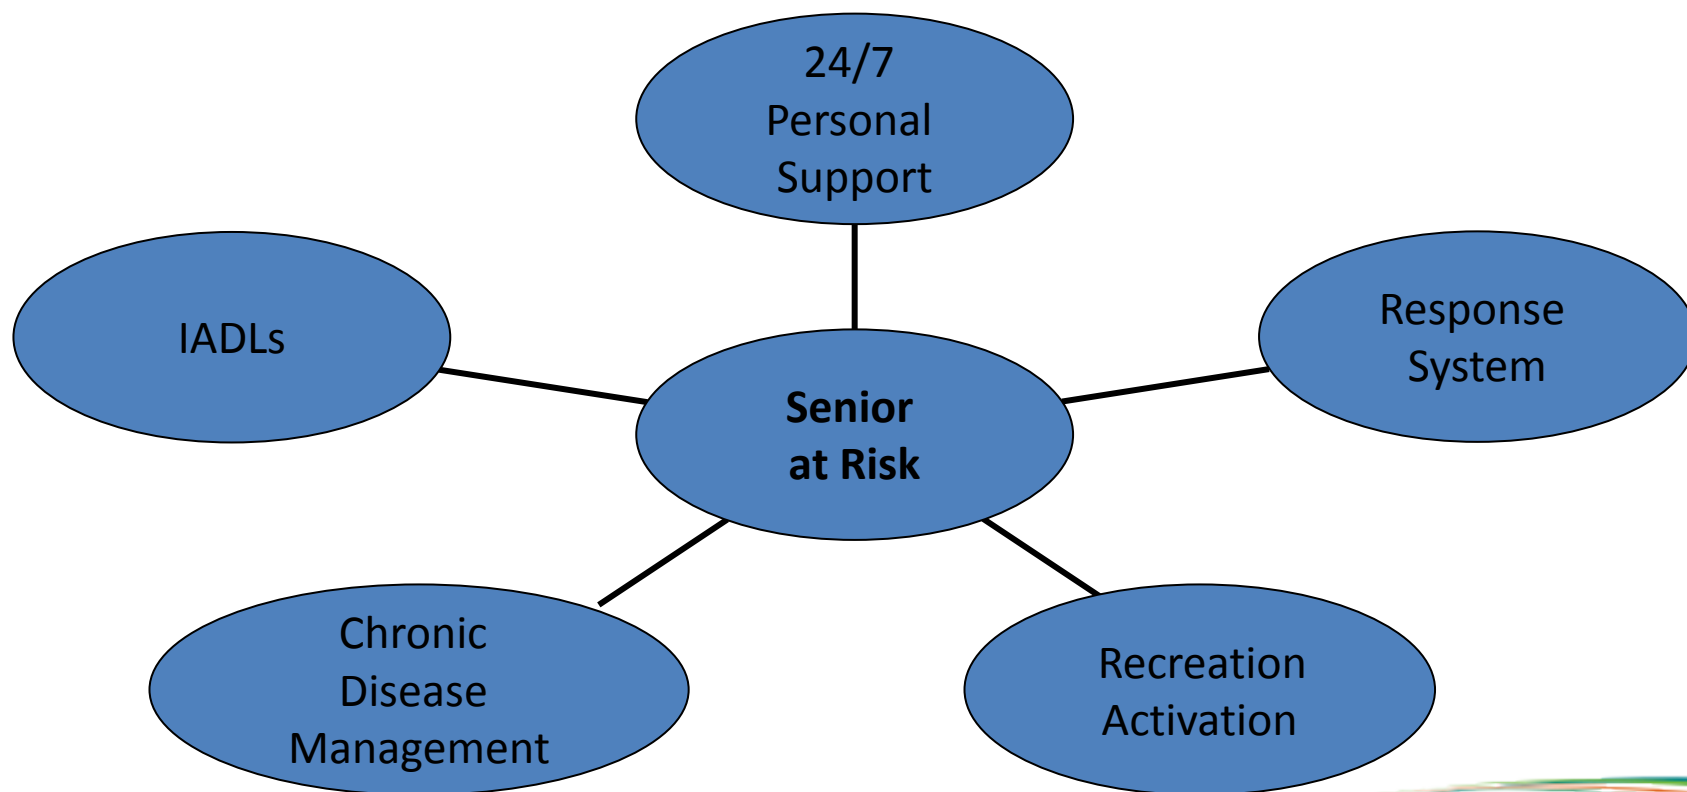 24/7
Personal
Support
IADLs
Response
System
Senior
at Risk
Chronic
Disease
Management
Recreation
Activation